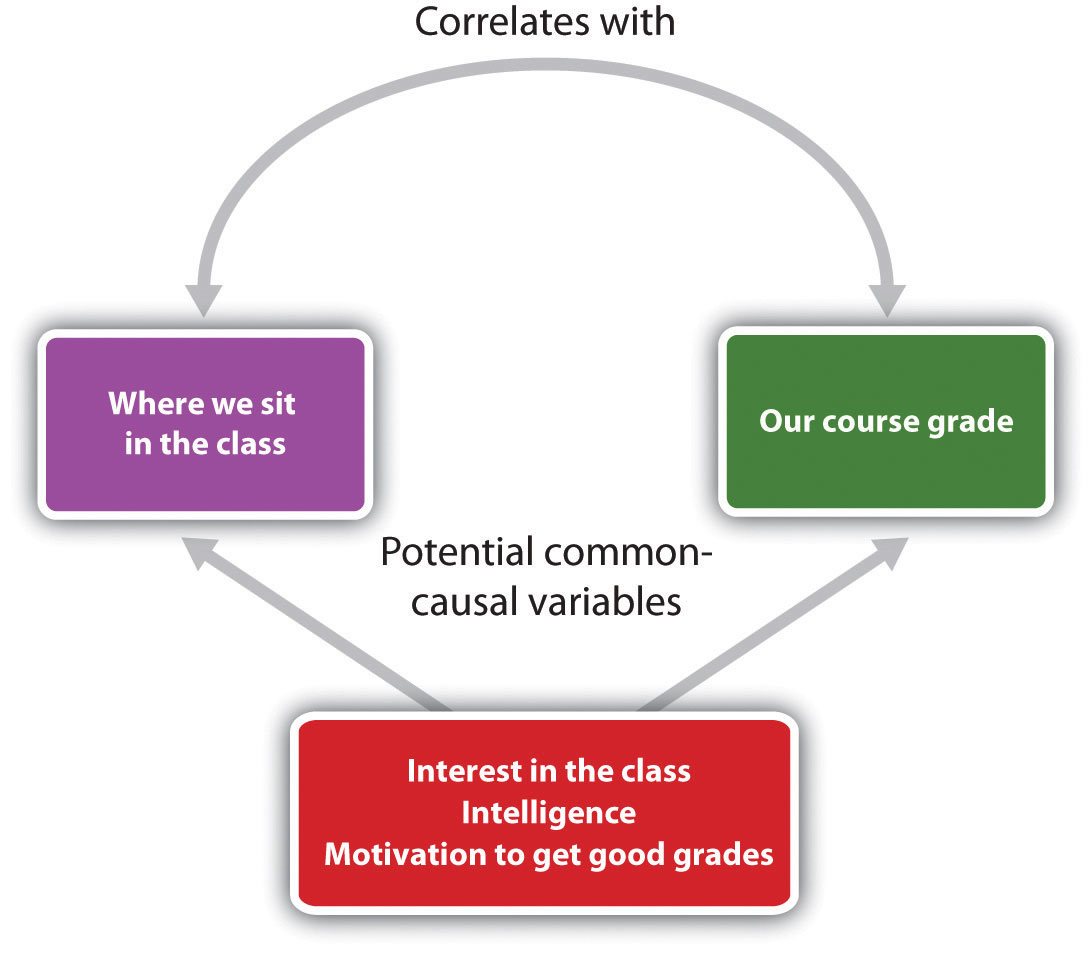 Correlates with
Where we sit
in the class
Our course grade
Potential common-
causal variables
Interest in the class
Intelligence
Motivation to get good grades